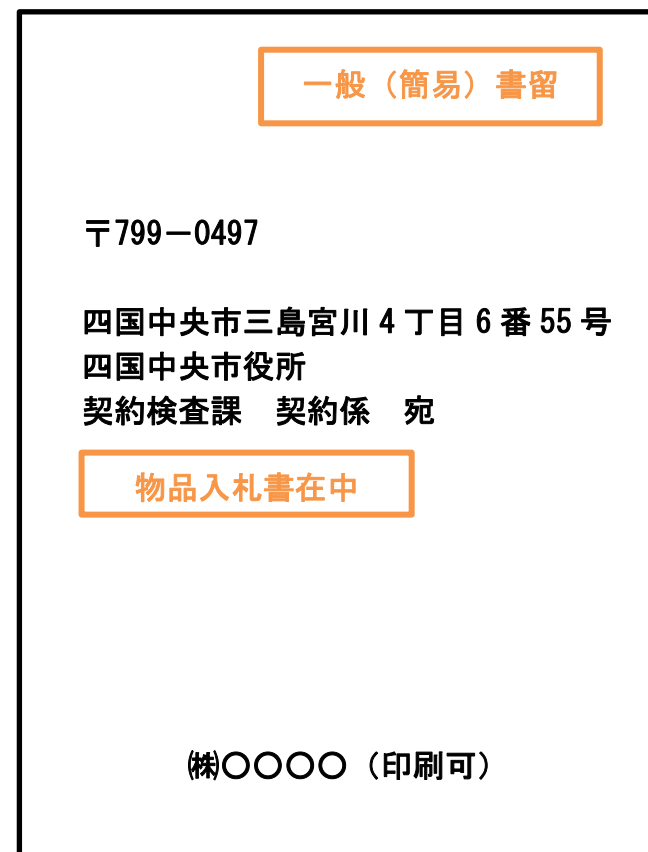 一般（簡易）書留
〒799－0497
四国中央市三島宮川4丁目6番55号
四国中央市役所
契約検査課　契約係　宛
物品入札書在中
㈱〇〇〇〇（印刷可）